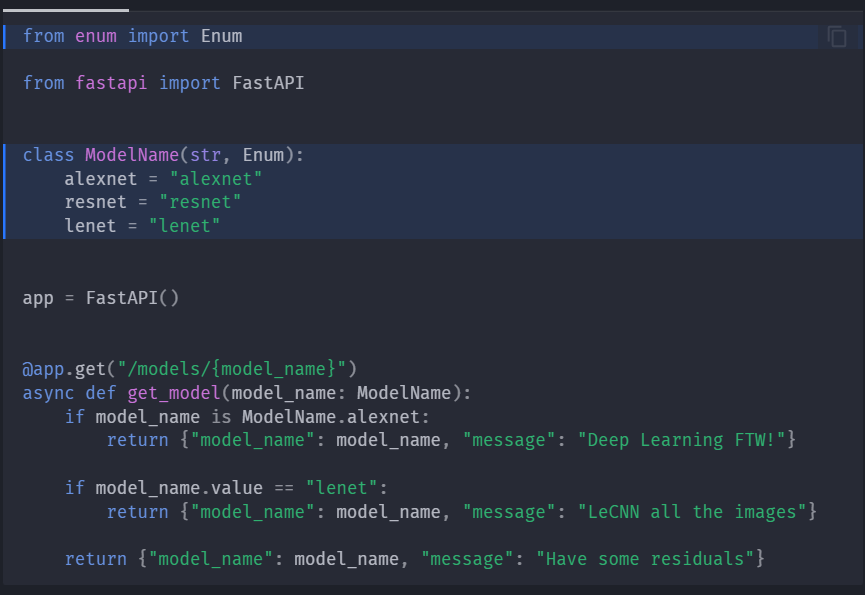 from enum import Enum
from fastapi import FastAPI
class ModelName(str, Enum):
    alexnet = "alexnet"
    resnet = "resnet"
    lenet = "lenet"
app = FastAPI()
@app.get("/models/{model_name}")
async def get_model(model_name: ModelName):
    if model_name is ModelName.alexnet:
        return {"model_name": model_name, "message": "Deep Learning FTW!"}
    if model_name.value == "lenet":
        return {"model_name": model_name, "message": "LeCNN all the images"}
    return {"model_name": model_name, "message": "Have some residuals"}